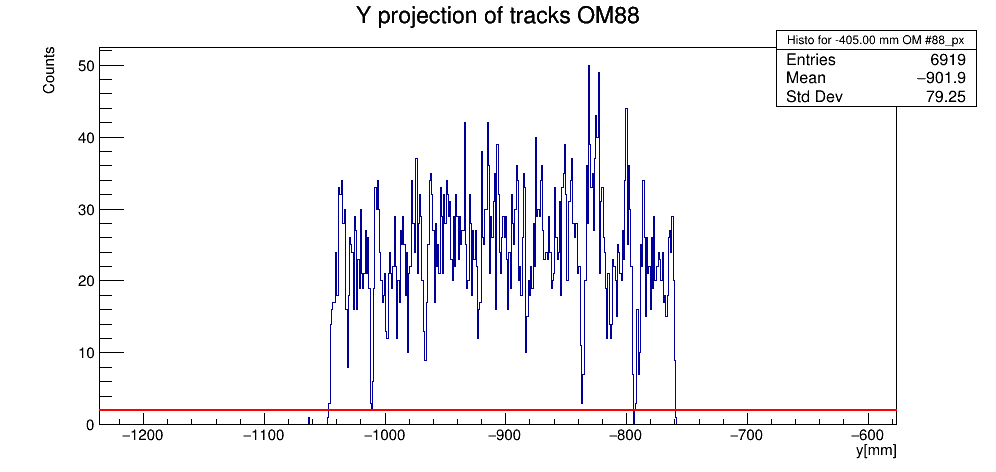 Y projection of tracks OM88
Histo for -405.00 mm OM #88_px
Entries 6919
Mean −901.9
Std Dev 79.25
Counts
50
40
30
20
10
0
−1200 −1100 −1000 −900 −800 −700 −600
y[mm]